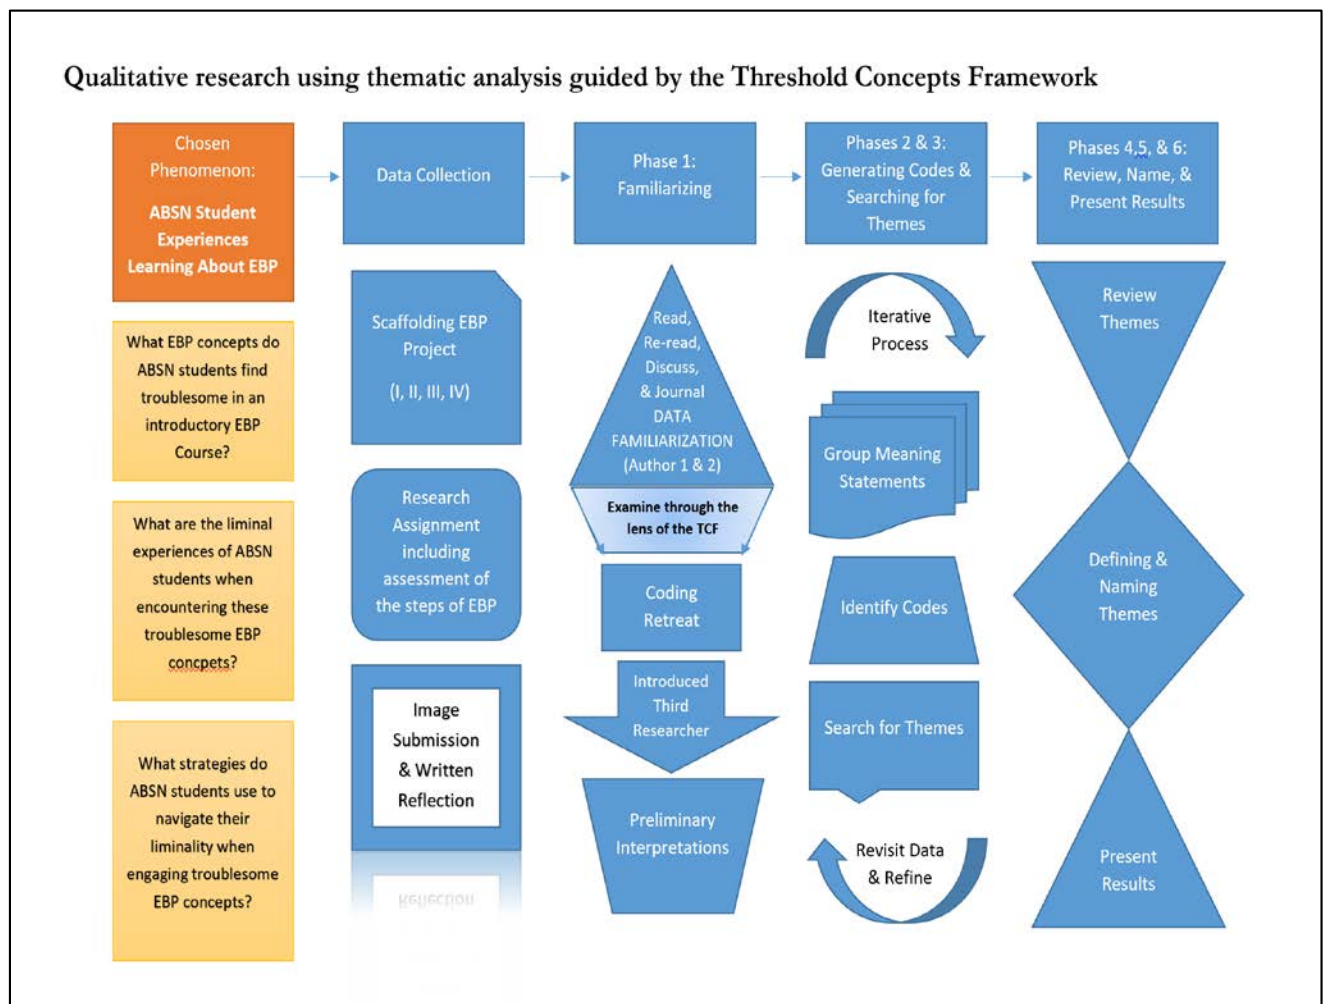 Qualitative research using thematic analysis guided by the Threshold Concepts Framework
Chosen
Phenomenon:
ABSN Student
Experiences
Learning About EBP
What EBP concepts do
ABSN students find
troublesome in an
introductory EBP
Course?
What are the liminal
experiences of ABSN
students when
encountering these
troublesome EBP
concpets?
What strategies do
ABSN students use to
navigate their
liminality when
engaging troublesome
EBP concepts?
Data Collection
Scaffolding EBP
Project
(I, II, III, IV)
Research
Assignment
including
assessment of
the steps of EBP
Image
Submission
& Written
Reflection
Phase 1:
Familiarizing
Read,
Re-read,
Discuss,
& Journal
DATA
FAMILIARIZATION
(Author 1 & 2)
Examine through the
lens of the TCF
Coding
Retreat
Introduced
Third
Researcher
Preliminary
Interpretations
Phases 2 & 3:
Generating Codes &
Searching for
Themes
Iterative
Process
Group Meaning
Statements
Identify Codes
Search for Themes
Revisit Data
& Refine
Phases 4,5, & 6:
Review, Name, &
Present Results
Review
Themes
Defining &
Naming
Themes
Present
Results